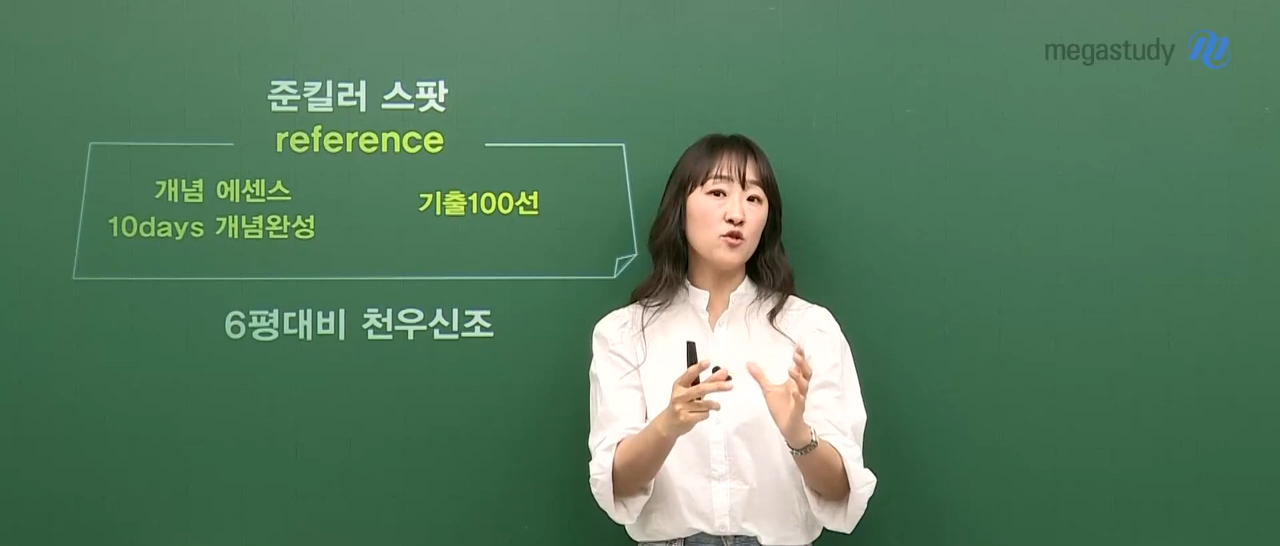 megastudy
준킬러 스팟
reference
개념 에센스
10days 개념완성
기출100선
6평대비 천우신조